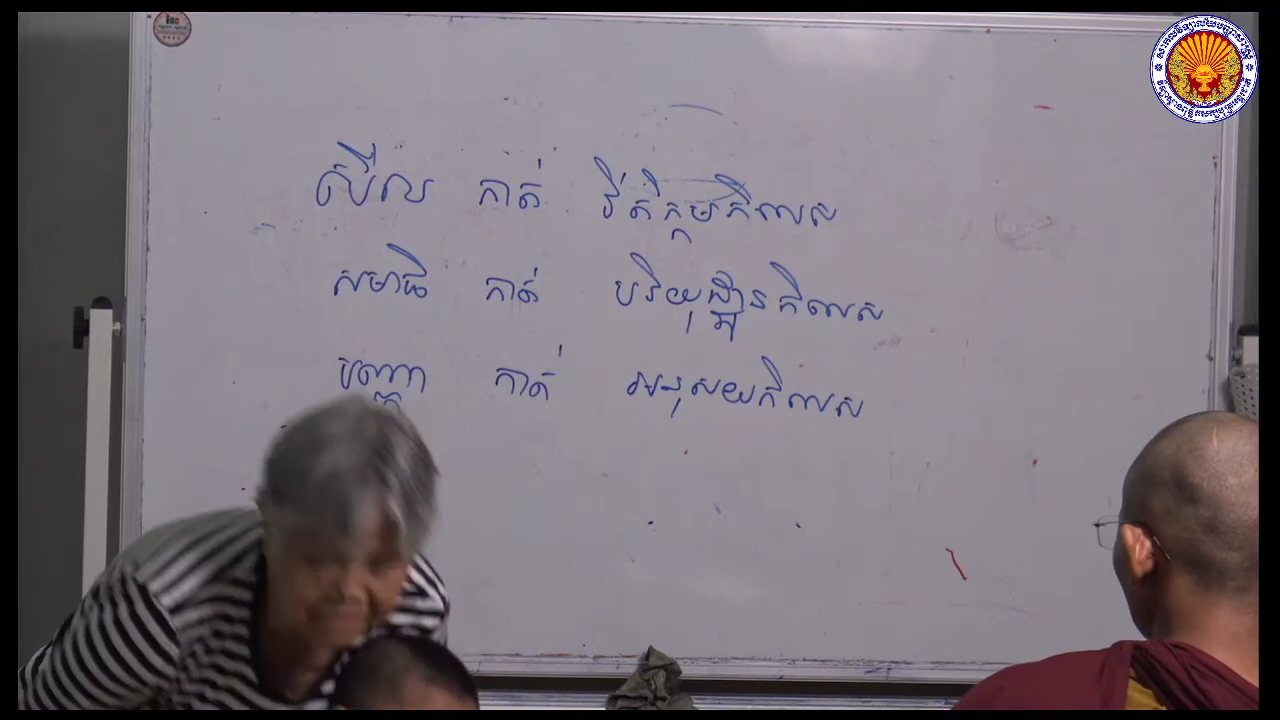 សីល កាត់ វីតិក្កមកិលេស
សមាធិ កាត់ បរិយុដ្ឋានកិលេស
បញ្ញា កាត់ អនុសយកិលេស